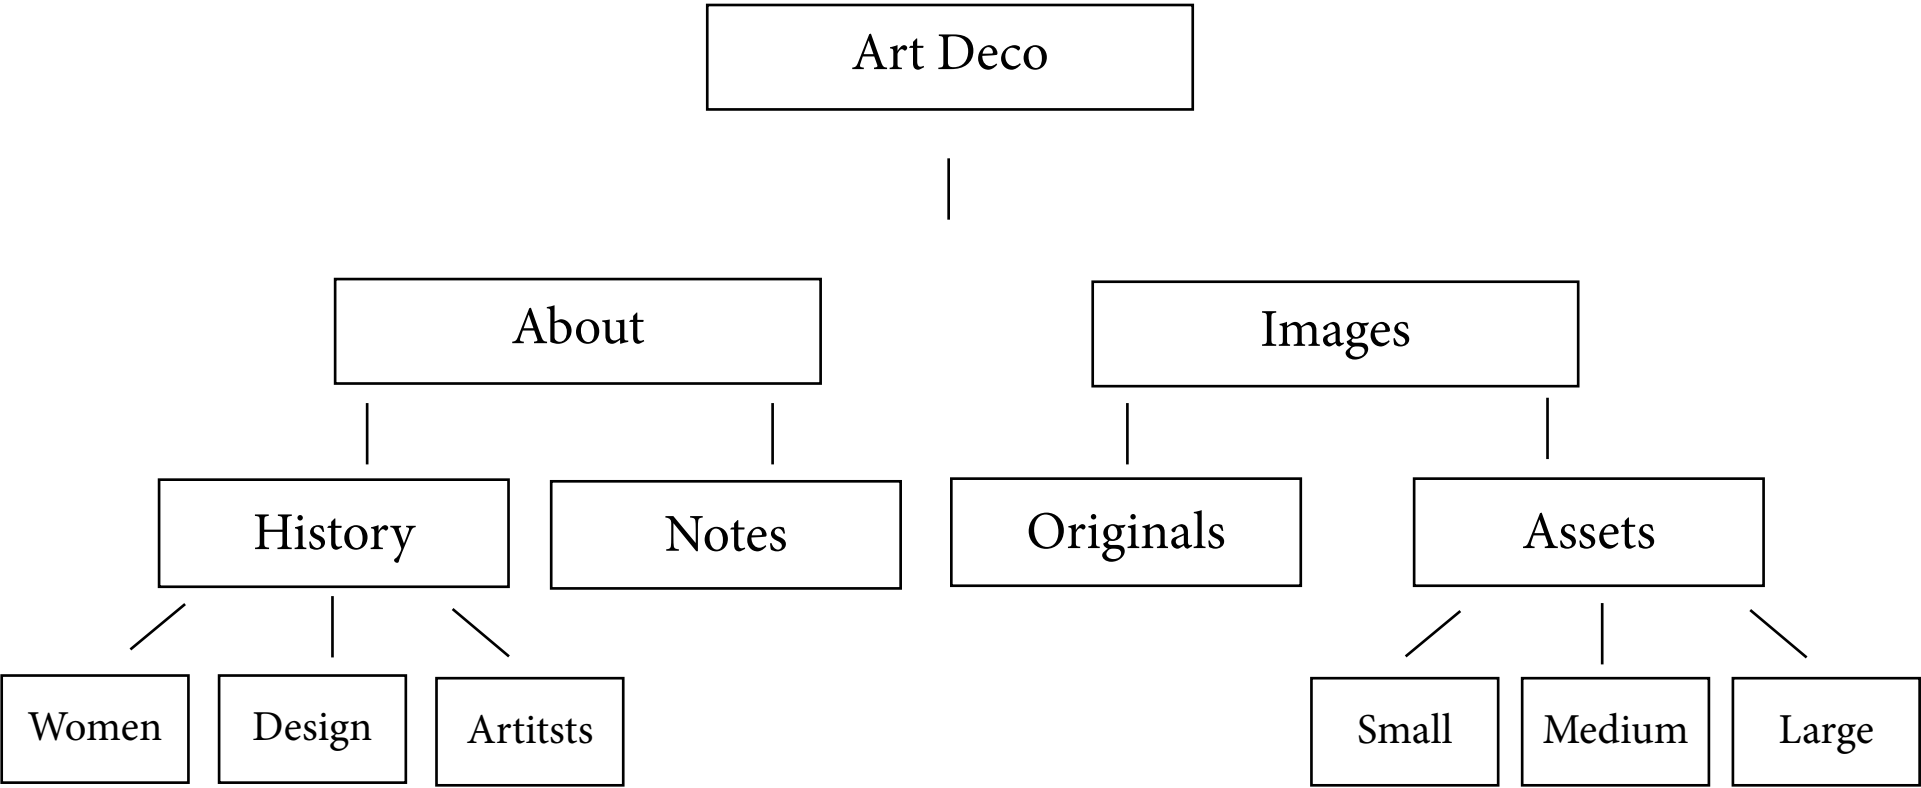 Art Deco
About
Images
History
Notes
Originals
Assets
Women
Design
Artitsts
Small
Medium
Large